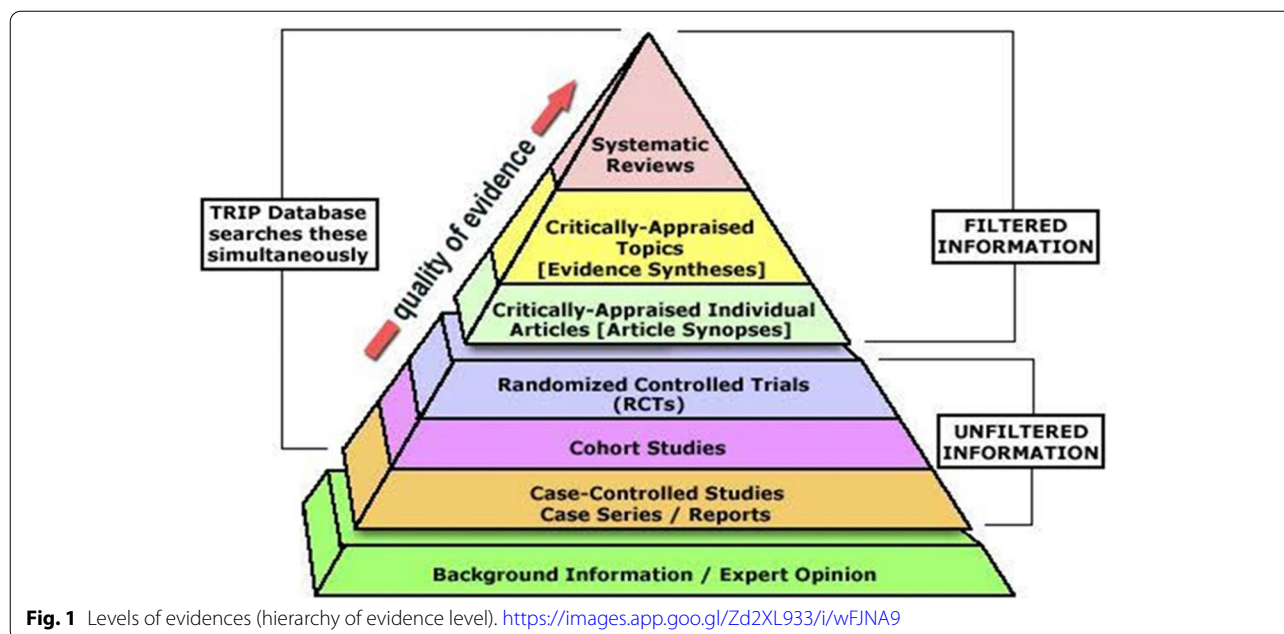 Systematic
Reviews
quality of evidence
TRIP Database
searches these
simultaneously
FILTERED
INFORMATION
Critically-Appraised
Topics
[Evidence Syntheses]
Critically-Appraised Individual
Articles [Article Synopses]
Randomized Controlled Trials
(RCTs)
UNFILTERED
INFORMATION
Cohort Studies
Case-Controlled Studies
Case Series / Reports
Background Information / Expert Opinion
Fig. 1 Levels of evidences (hierarchy of evidence level). https://images.app.goo.gl/Zd2XL933/i/wFJNA9